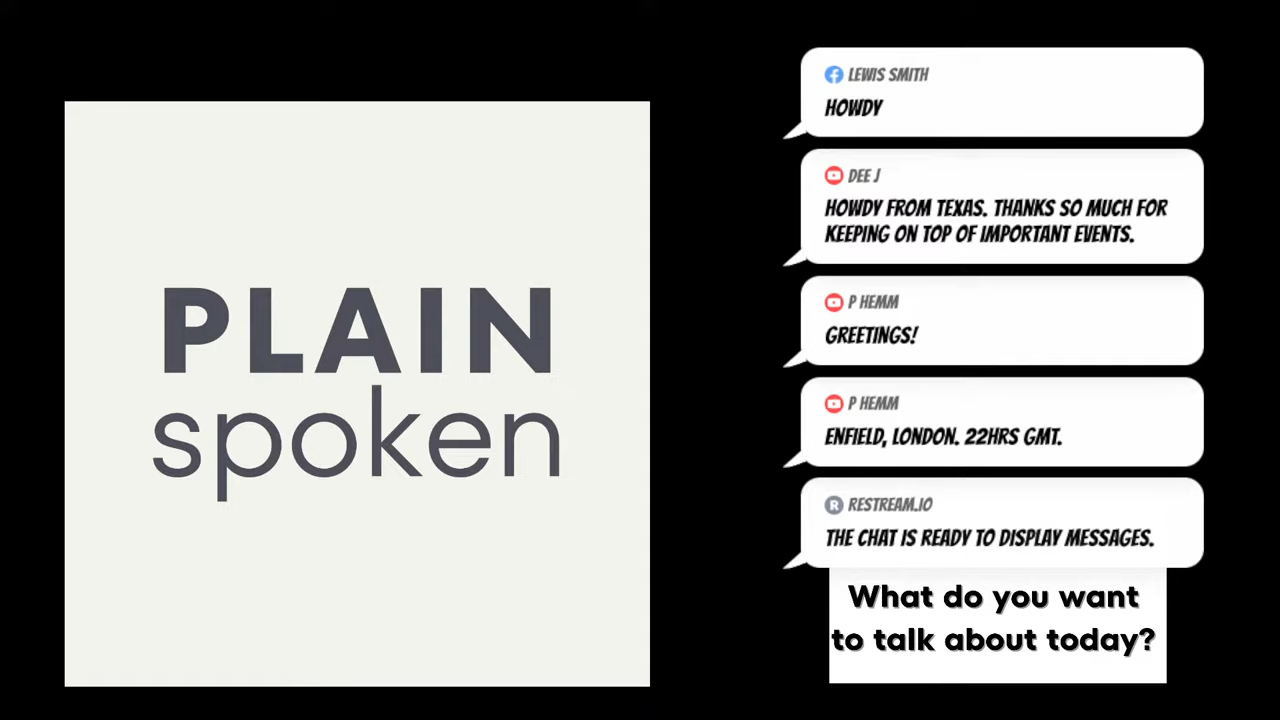 PLAIN
spoken
LEWIS SMITH
HOWDY
DEE J
HOWDY FROM TEXAS. THANKS SO MUCH FOR
KEEPING ON TOP OF IMPORTANT EVENTS.
P HEMM
GREETINGS!
P HEMM
ENFIELD, LONDON. 22HRS GMT.
R RESTREAM.IO
THE CHAT IS READY TO DISPLAY MESSAGES.
What do you want
to talk about today?